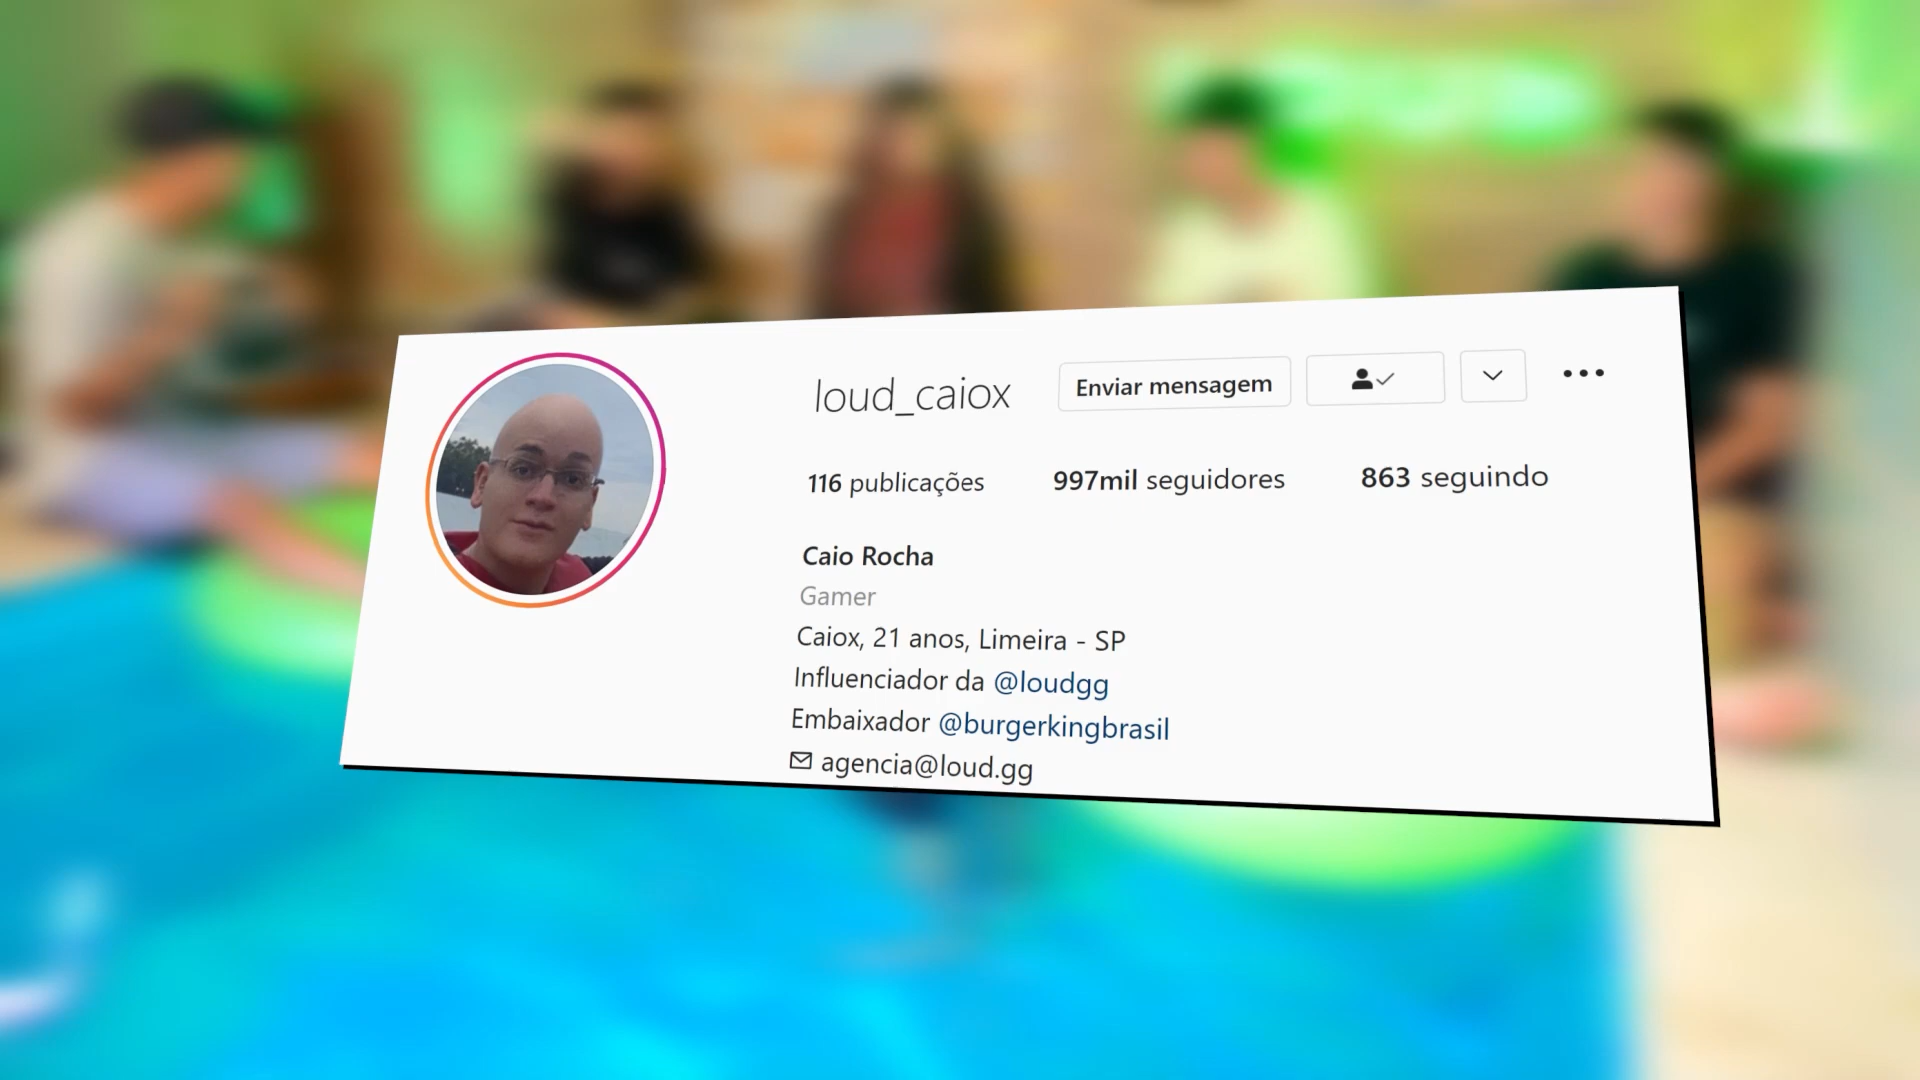 loud_caiox Enviar mensagem
116 publicações 997mil seguidores 863 seguindo
Caio Rocha
Gamer
Caiox, 21 anos, Limeira - SP
Influenciador da @loudgg
Embaixador @burgerkingbrasil
agencia@loud.gg